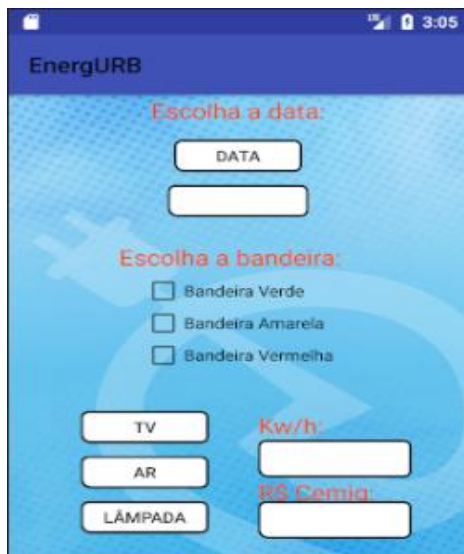 3:05
EnergURB
Escolha a data:
DATA
Escolha a bandeira:
Bandeira Verde
Bandeira Amarela
Bandeira Vermelha
TV
Kw/h:
AR
R$ Cemig:
LÂMPADA